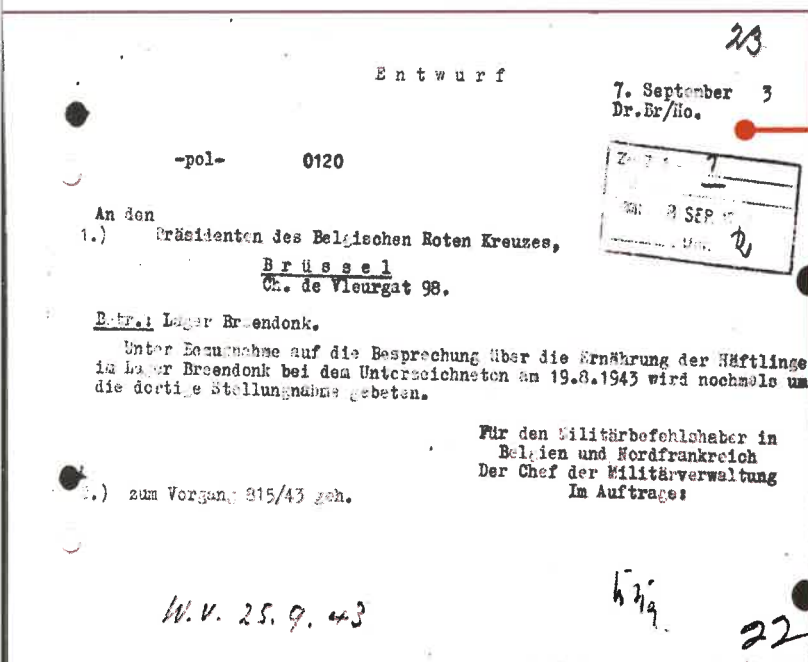 23
Entwurf
7. September 3
Dr.Br/Ho.
-pol- 0120
SEP.
An den
1.) Präsidenten des Belgischen Roten Kreuzes,
Brüssel
Ch. de Vleurgat 98.
Betr.: Lager Breendonk.
Unter Bezugnahme auf die Besprechung über die Ernährung der Häftlinge
im Lager Breendonk bei dem Unterzeichneten am 19.8.1943 wird nochmals um
die dortige Stellungnahme gebeten.
Für den Militärbefehlshaber in
Belgien und Nordfrankreich
Der Chef der Militärverwaltung
Im Auftrage:
.) zum Vorgang 815/43 geh.
W.V. 25.9.43
22